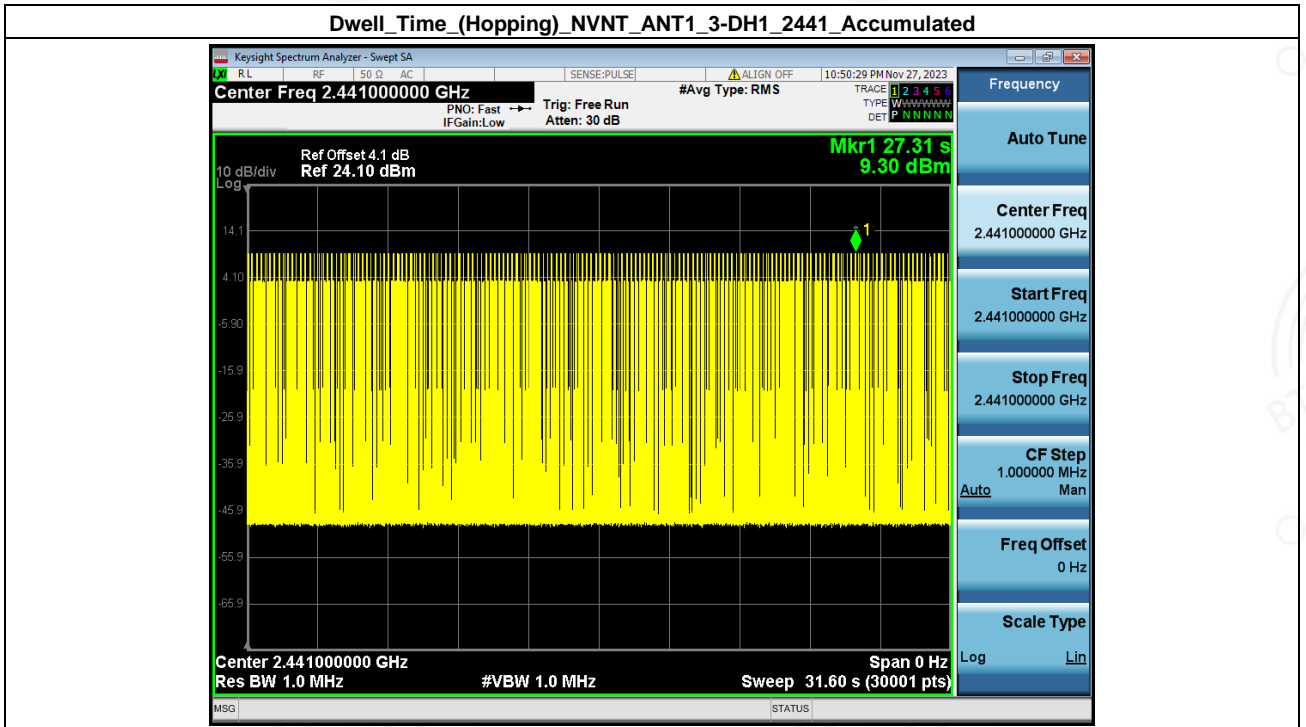 Dwell_Time_(Hopping)_NVNT_ANT1_3-DH1_2441_Accumulated
Keysight Spectrum Analyzer - Swept SA
LXI RL RF 50 Ω AC SENSE:PULSE ALIGN OFF 10:50:29 PM Nov 27, 2023
Center Freq 2.441000000 GHz
PNO: Fast
IFGain:Low
Trig: Free Run
Atten: 30 dB
#Avg Type: RMS
TRACE 1 2 3 4 5 6
TYPE WWWWWW
DET P N N N N N
Ref Offset 4.1 dB
10 dB/div Ref 24.10 dBm
Log
Mkr1 27.31 s
9.30 dBm
1
14.1
4.10
-5.90
-15.9
-25.9
-35.9
-45.9
-55.9
-65.9
Center 2.441000000 GHz Span 0 Hz
Res BW 1.0 MHz #VBW 1.0 MHz Sweep 31.60 s (30001 pts)
MSG STATUS
Frequency
Auto Tune
Center Freq
2.441000000 GHz
Start Freq
2.441000000 GHz
Stop Freq
2.441000000 GHz
CF Step
1.000000 MHz
Auto Man
Freq Offset
0 Hz
Scale Type
Log Lin